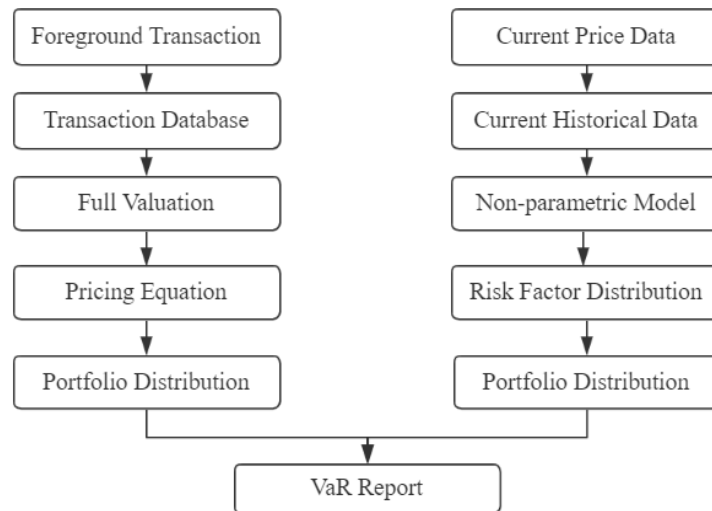 Foreground Transaction
Current Price Data
Transaction Database
Current Historical Data
Full Valuation
Non-parametric Model
Pricing Equation
Risk Factor Distribution
Portfolio Distribution
Portfolio Distribution
VaR Report